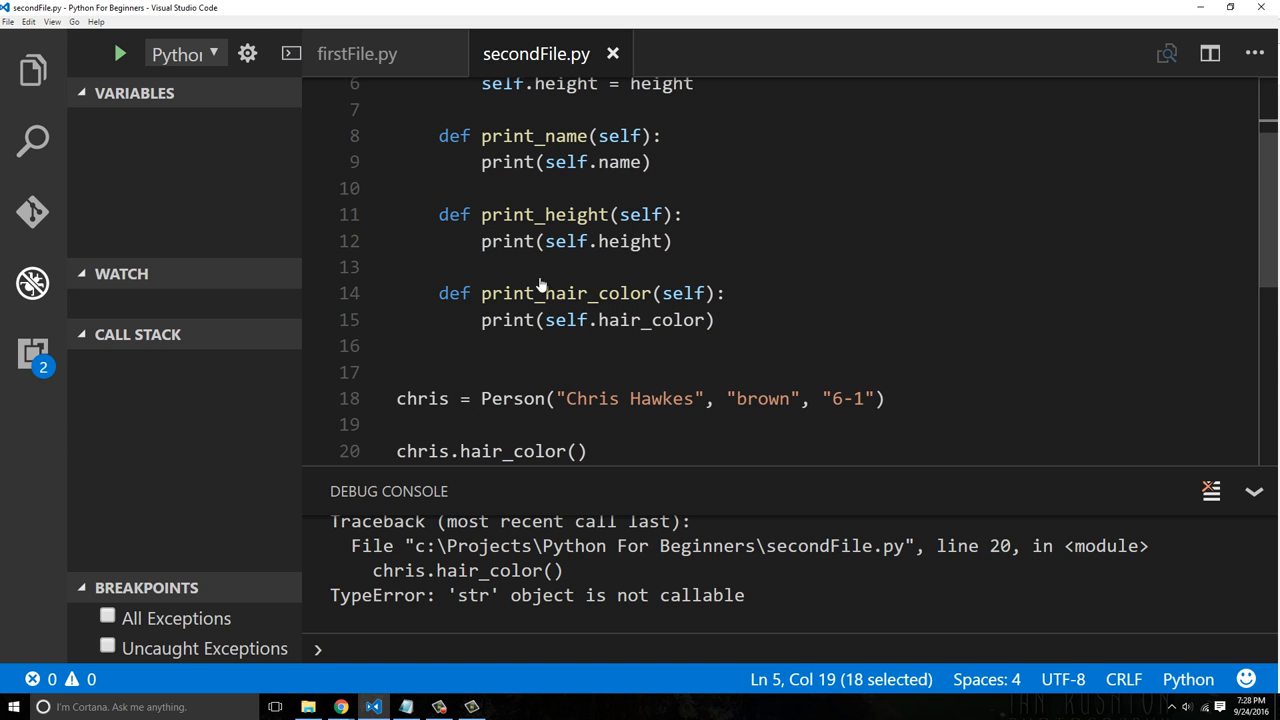 secondFile.py - Python For Beginners - Visual Studio Code
File Edit View Go Help
Pythor
firstFile.py
secondFile.py
VARIABLES
WATCH
CALL STACK
BREAKPOINTS
All Exceptions
Uncaught Exceptions
2
6 self.height = height
7
8 def print_name(self):
9 print(self.name)
10
11 def print_height(self):
12 print(self.height)
13
14 def print_hair_color(self):
15 print(self.hair_color)
16
17
18 chris = Person("Chris Hawkes", "brown", "6-1")
19
20 chris.hair_color()
DEBUG CONSOLE
Traceback (most recent call last):
File "c:\Projects\Python For Beginners\secondFile.py", line 20, in <module>
chris.hair_color()
TypeError: 'str' object is not callable
0 0 Ln 5, Col 19 (18 selected) Spaces: 4 UTF-8 CRLF Python
I'm Cortana. Ask me anything.
7:28 PM
9/24/2016